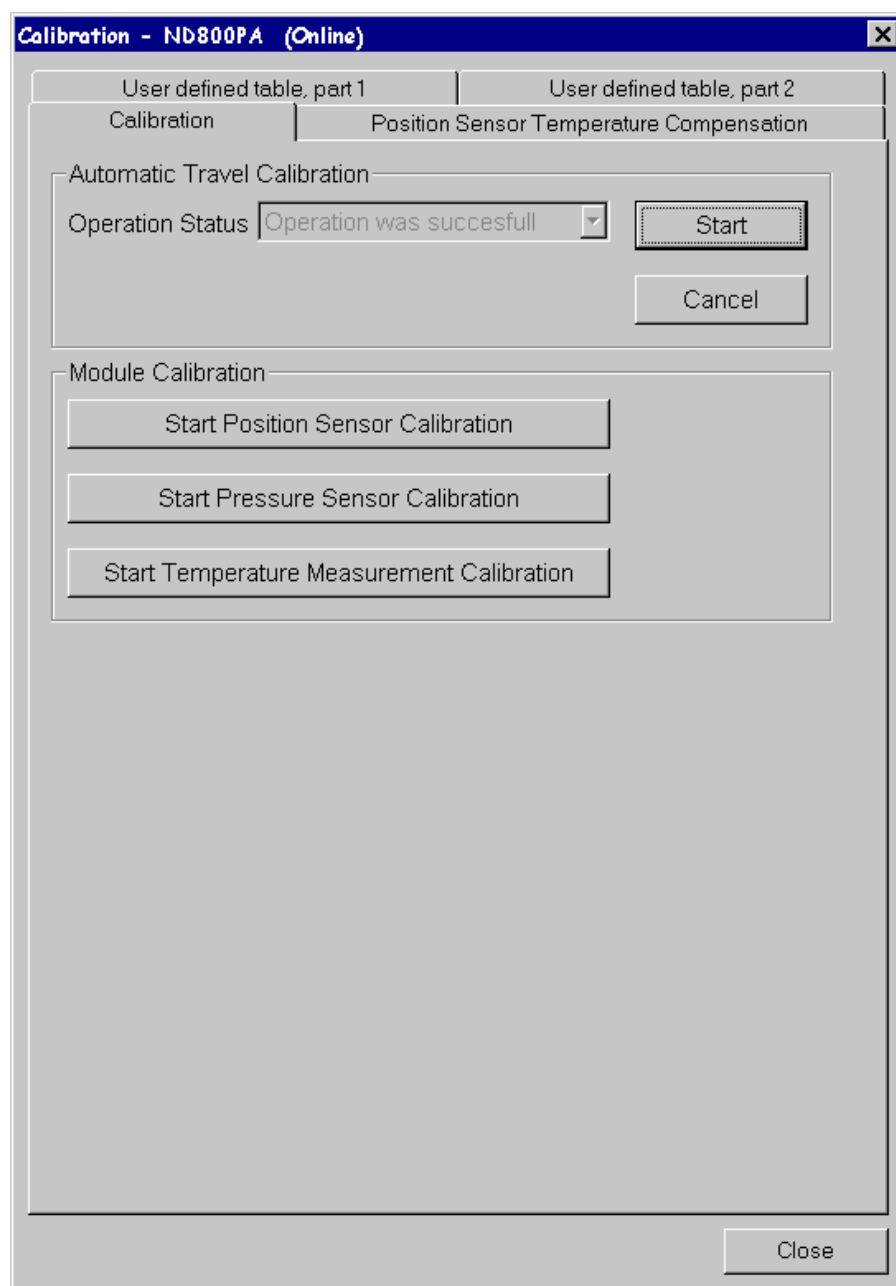 Calibration - ND800PA (Online)
User defined table, part 1
User defined table, part 2
Calibration
Position Sensor Temperature Compensation
Automatic Travel Calibration
Operation Status
Operation was succesfull
Start
Cancel
Module Calibration
Start Position Sensor Calibration
Start Pressure Sensor Calibration
Start Temperature Measurement Calibration
Close